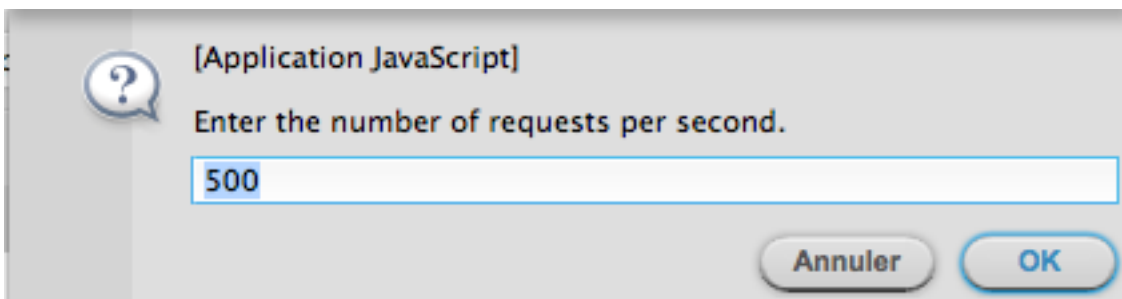 [Application JavaScript]
Enter the number of requests per second.
500
Annuler OK